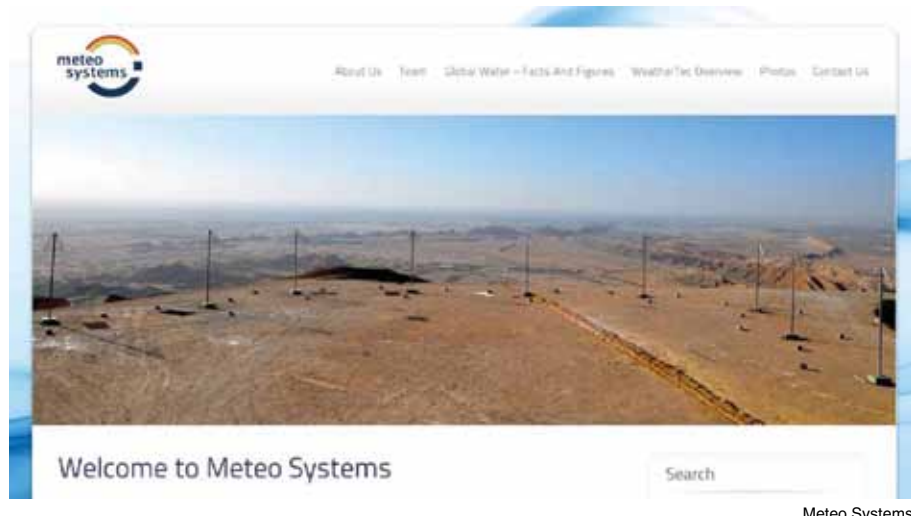 meteo
systems
About Us Team Global Water – Facts And Figures WeatherTec Overview Photos Contact Us
Welcome to Meteo Systems
Search
Meteo Systems